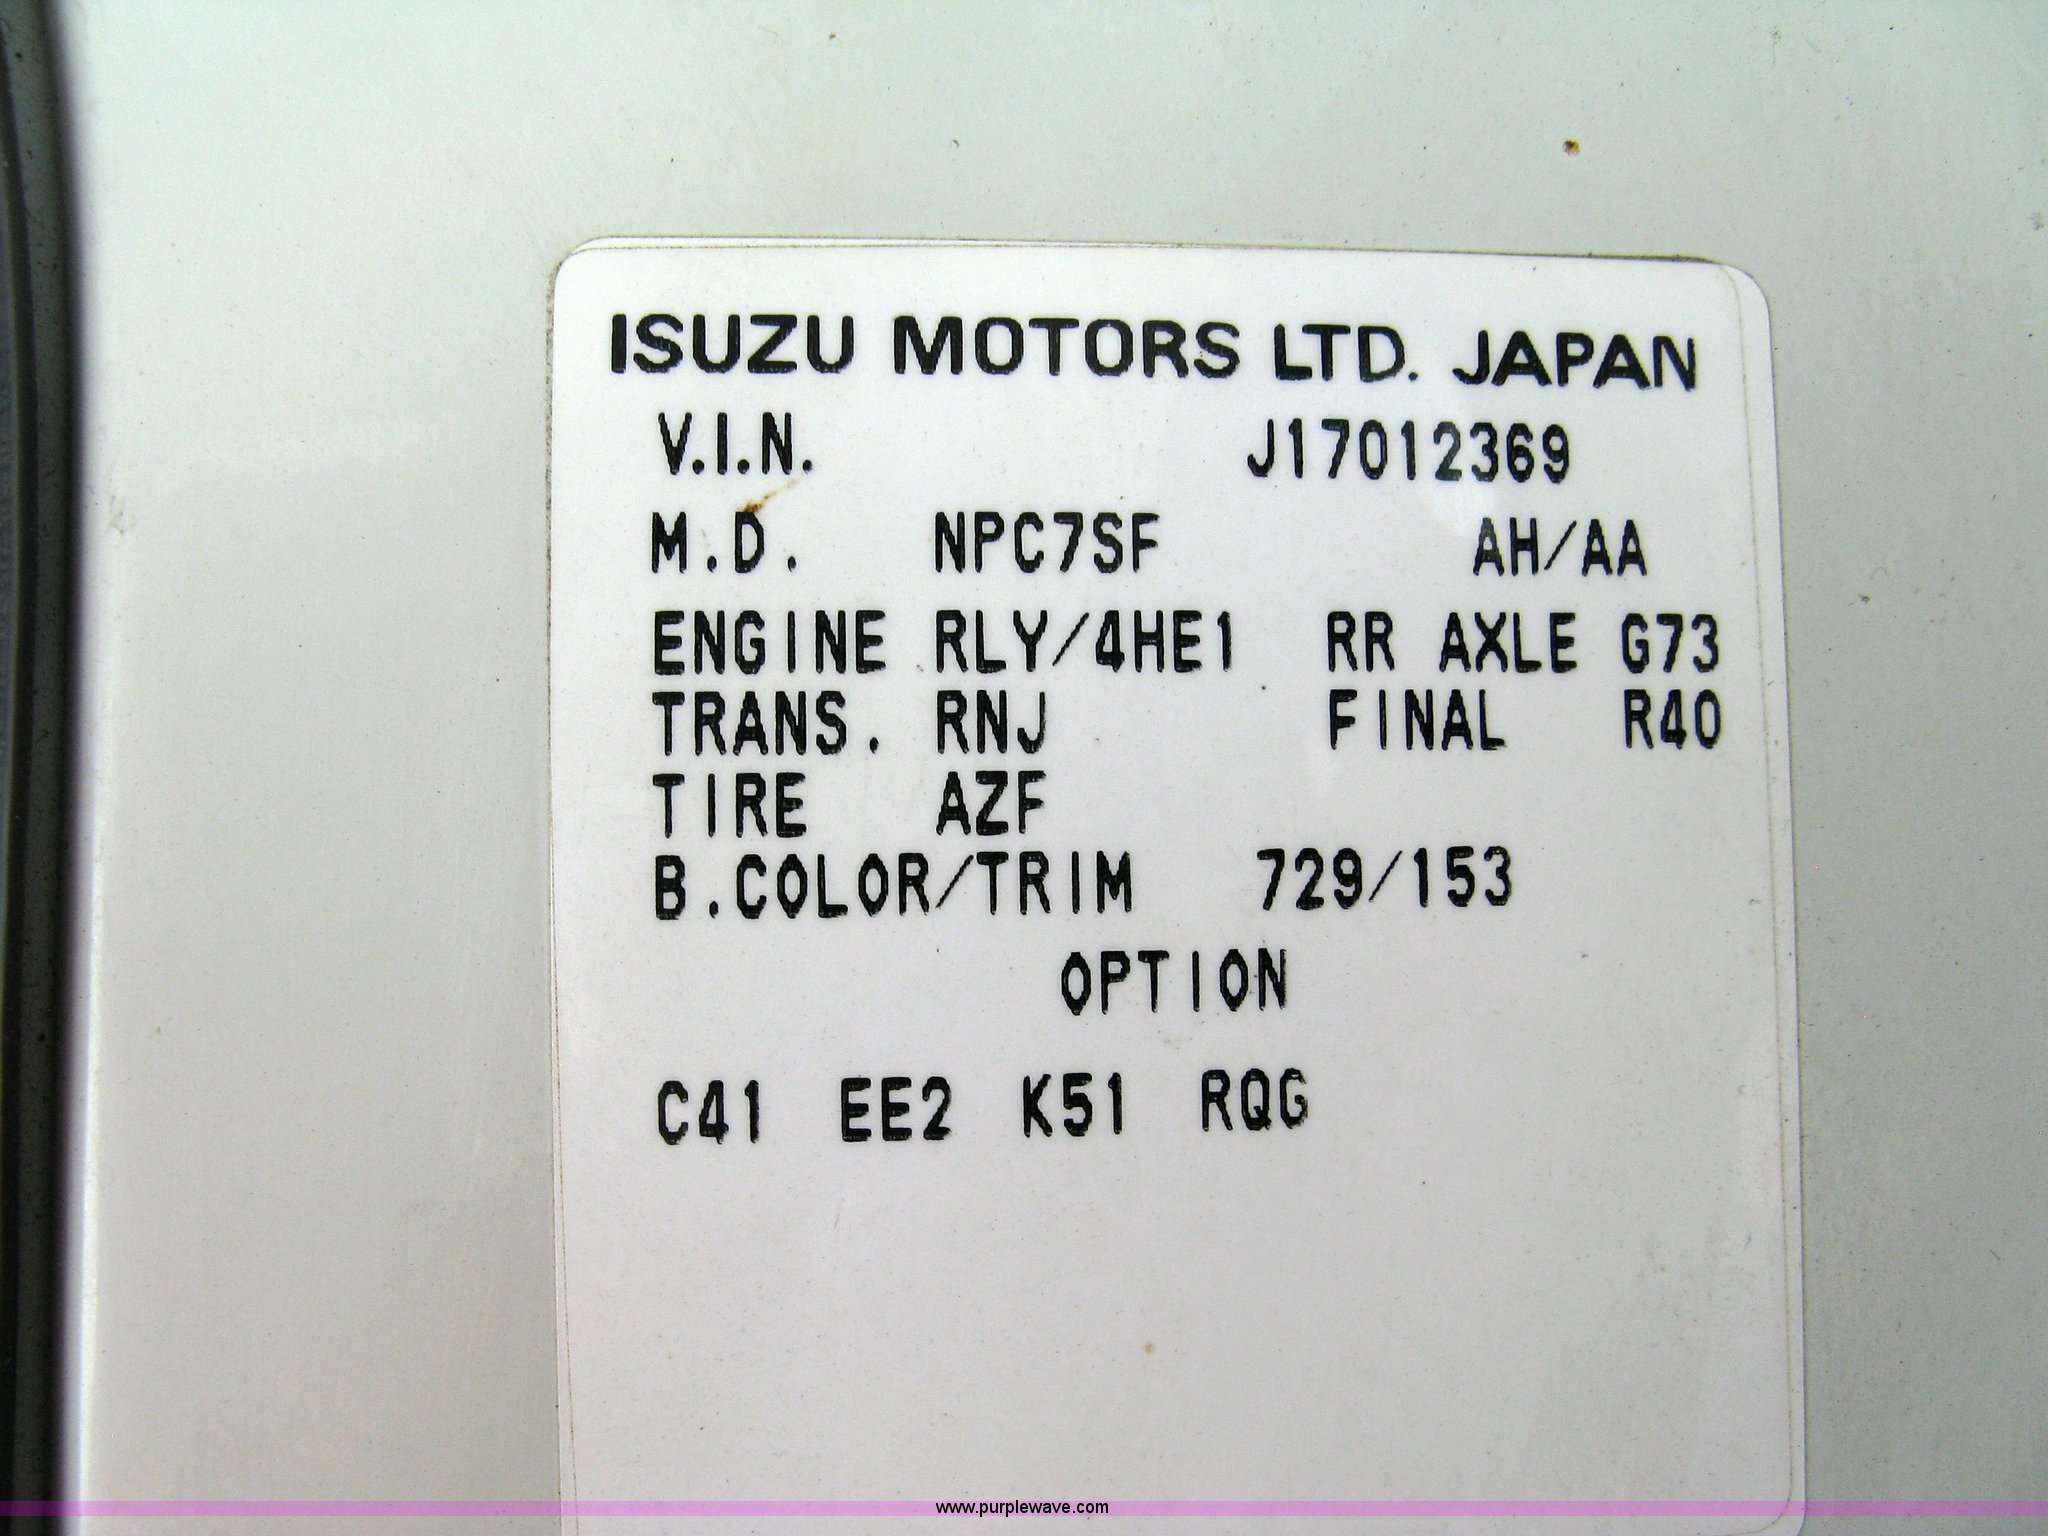 ISUZU MOTORS LTD. JAPAN
V.I.N. J17012369
M.D. NPC7SF AH/AA
ENGINE RLY/4HE1 RR AXLE G73
TRANS. RNJ FINAL R40
TIRE AZF
B.COLOR/TRIM 729/153
OPTION
C41 EE2 K51 RQG
www.purplewave.com